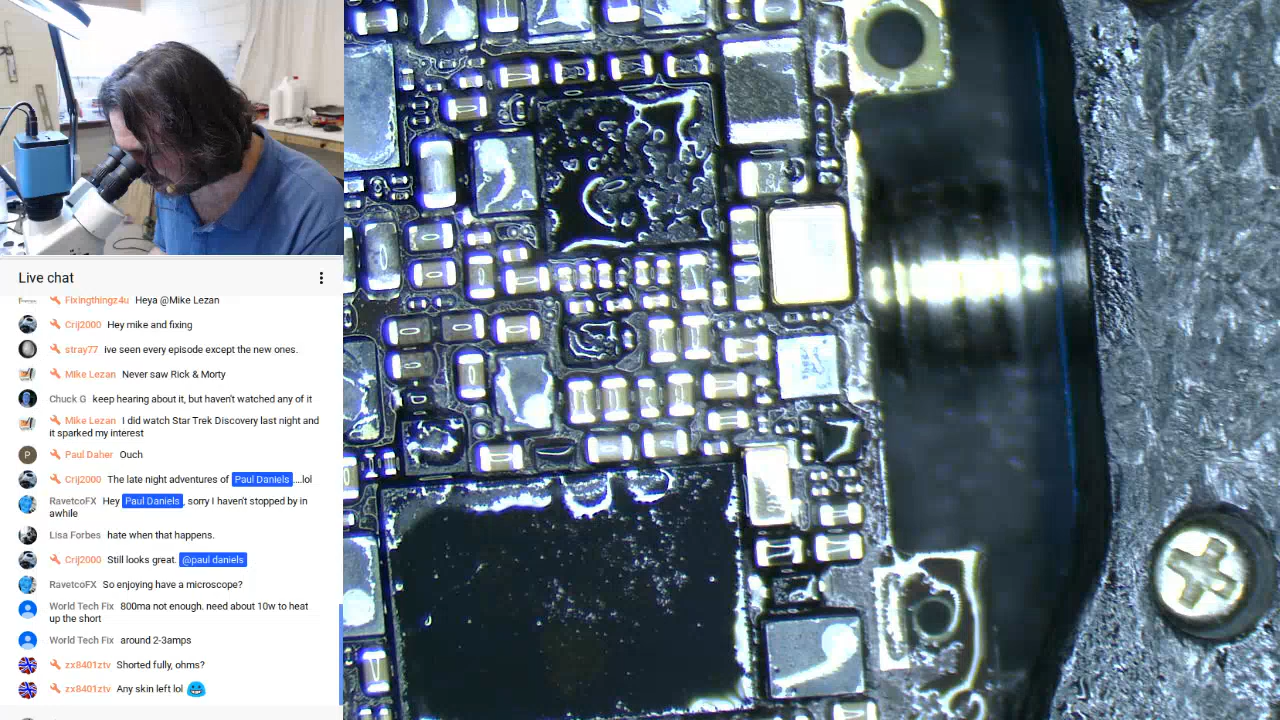 Live chat
Fixingthingz4u Heya @Mike Lezan
Crij2000 Hey mike and fixing
stray77 ive seen every episode except the new ones.
Mike Lezan Never saw Rick & Morty
Chuck G keep hearing about it, but haven't watched any of it
Mike Lezan I did watch Star Trek Discovery last night and
it sparked my interest
P
Paul Daher Ouch
Crij2000 The late night adventures of Paul Daniels....lol
RavetcoFX Hey Paul Daniels, sorry I haven't stopped by in
awhile
Lisa Forbes hate when that happens.
Crij2000 Still looks great. @paul daniels
RavetcoFX So enjoying have a microscope?
World Tech Fix 800ma not enough. need about 10w to heat
up the short
World Tech Fix around 2-3amps
zx8401ztv Shorted fully, ohms?
zx8401ztv Any skin left lol